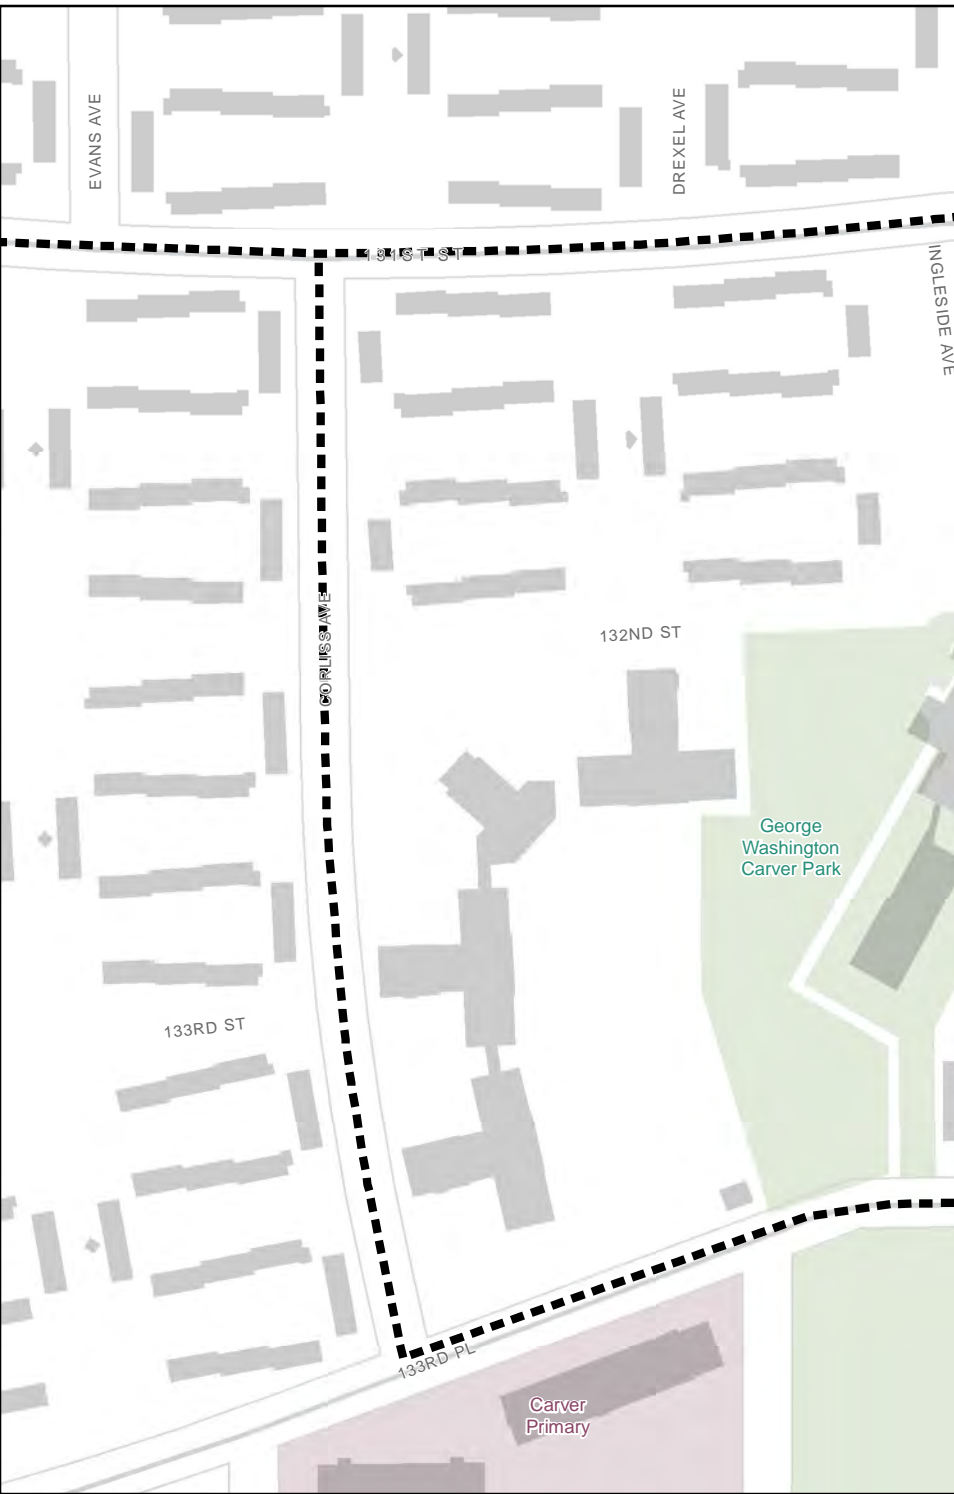 EVANS AVE
DREXEL AVE
131ST ST
INGLESIDE AVE
CORLISS AVE
132ND ST
George
Washington
Carver Park
133RD ST
133RD PL
Carver
Primary